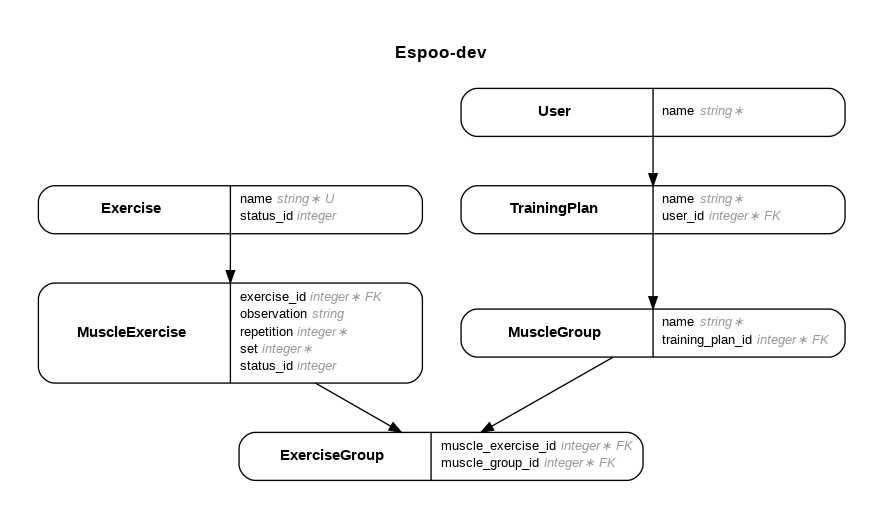 Espoo-dev
User
name string∗
Exercise
name string∗ U
status_id integer
TrainingPlan
name string∗
user_id integer∗ FK
MuscleExercise
exercise_id integer∗ FK
observation string
repetition integer∗
set integer∗
status_id integer
MuscleGroup
name string∗
training_plan_id integer∗ FK
ExerciseGroup
muscle_exercise_id integer∗ FK
muscle_group_id integer∗ FK